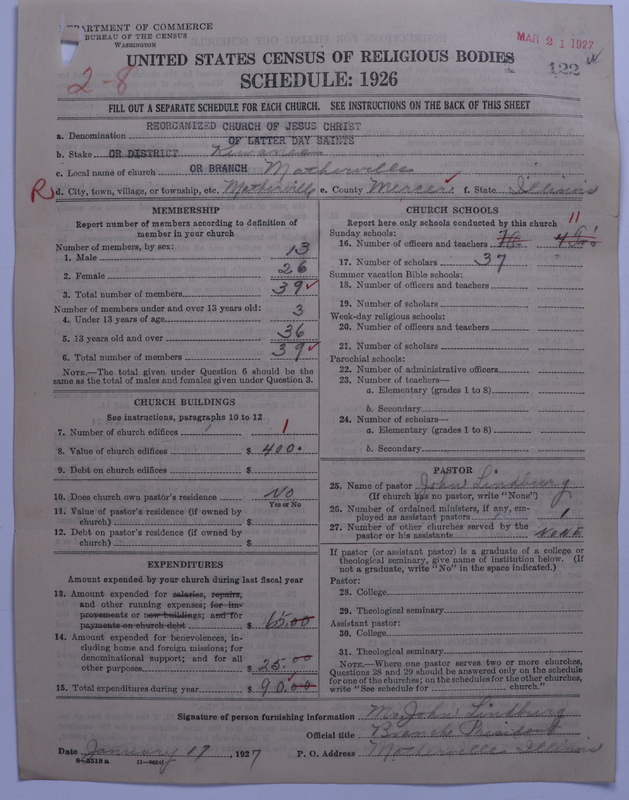 DEPARTMENT OF COMMERCE
BUREAU OF THE CENSUS
WASHINGTON
MAR 21 1927
UNITED STATES CENSUS OF RELIGIOUS BODIES
122
2-8
SCHEDULE: 1926
FILL OUT A SEPARATE SCHEDULE FOR EACH CHURCH. SEE INSTRUCTIONS ON THE BACK OF THIS SHEET
REORGANIZED CHURCH OF JESUS CHRIST
a. Denomination
OF LATTER DAY SAINTS
b. Stake OR DISTRICT Kewanee
c. Local name of church OR BRANCH Matherville
R d. City, town, village, or township, etc. Matherville e. County Mercer f. State Illinois
MEMBERSHIP
Report number of members according to definition of
member in your church
Number of members, by sex:
1. Male 13
2. Female 26
3. Total number of members 39
Number of members under and over 13 years old:
4. Under 13 years of age 3
5. 13 years old and over 36
6. Total number of members 39
NOTE.—The total given under Question 6 should be the
same as the total of males and females given under Question 3.
CHURCH BUILDINGS
See instructions, paragraphs 10 to 12
7. Number of church edifices 1
8. Value of church edifices $ 400.
9. Debt on church edifices $
10. Does church own pastor's residence No
Yes or No
11. Value of pastor's residence (if owned by
church) $
12. Debt on pastor's residence (if owned by
church) $
EXPENDITURES
Amount expended by your church during last fiscal year
13. Amount expended for salaries, repairs,
and other running expenses; for im-
provements or new buildings; and for
payments on church debt $ 65.00
14. Amount expended for benevolences, in-
cluding home and foreign missions; for
denominational support; and for all
other purposes $ 25.00
15. Total expenditures during year $ 90.00
CHURCH SCHOOLS
Report here only schools conducted by this church
Sunday schools:
11
16. Number of officers and teachers
17. Number of scholars 37
Summer vacation Bible schools:
18. Number of officers and teachers
19. Number of scholars
Week-day religious schools:
20. Number of officers and teachers
21. Number of scholars
Parochial schools:
22. Number of administrative officers
23. Number of teachers—
a. Elementary (grades 1 to 8)
b. Secondary
24. Number of scholars—
a. Elementary (grades 1 to 8)
b. Secondary
PASTOR
25. Name of pastor John Lindburg
(If church has no pastor, write "None")
26. Number of ordained ministers, if any, em-
ployed as assistant pastors 1
27. Number of other churches served by the
pastor or his assistants NONE
If pastor (or assistant pastor) is a graduate of a college or
theological seminary, give name of institution below. (If
not a graduate, write "No" in the space indicated.)
Pastor:
28. College
29. Theological seminary
Assistant pastor:
30. College
31. Theological seminary
NOTE.—Where one pastor serves two or more churches,
Questions 28 and 29 should be answered only on the schedule
for one of the churches; on the schedules for the other churches,
write "See schedule for church."
Signature of person furnishing information Mr. John Lindburg
Official title Branch President
Date January 19, 1927 P. O. Address Matherville Illinois
8-5518a